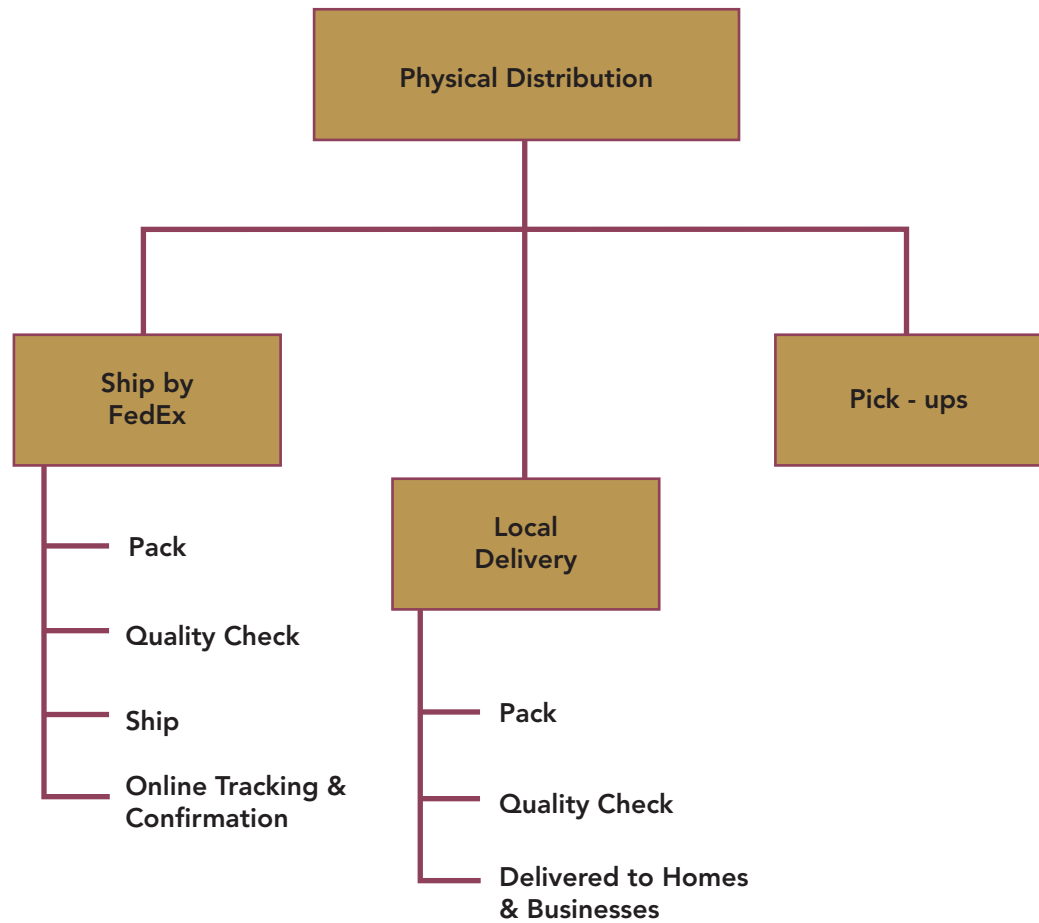 Physical Distribution
Ship by
FedEx
Pack
Quality Check
Ship
Online Tracking &
Confirmation
Local
Delivery
Pack
Quality Check
Delivered to Homes
& Businesses
Pick - ups